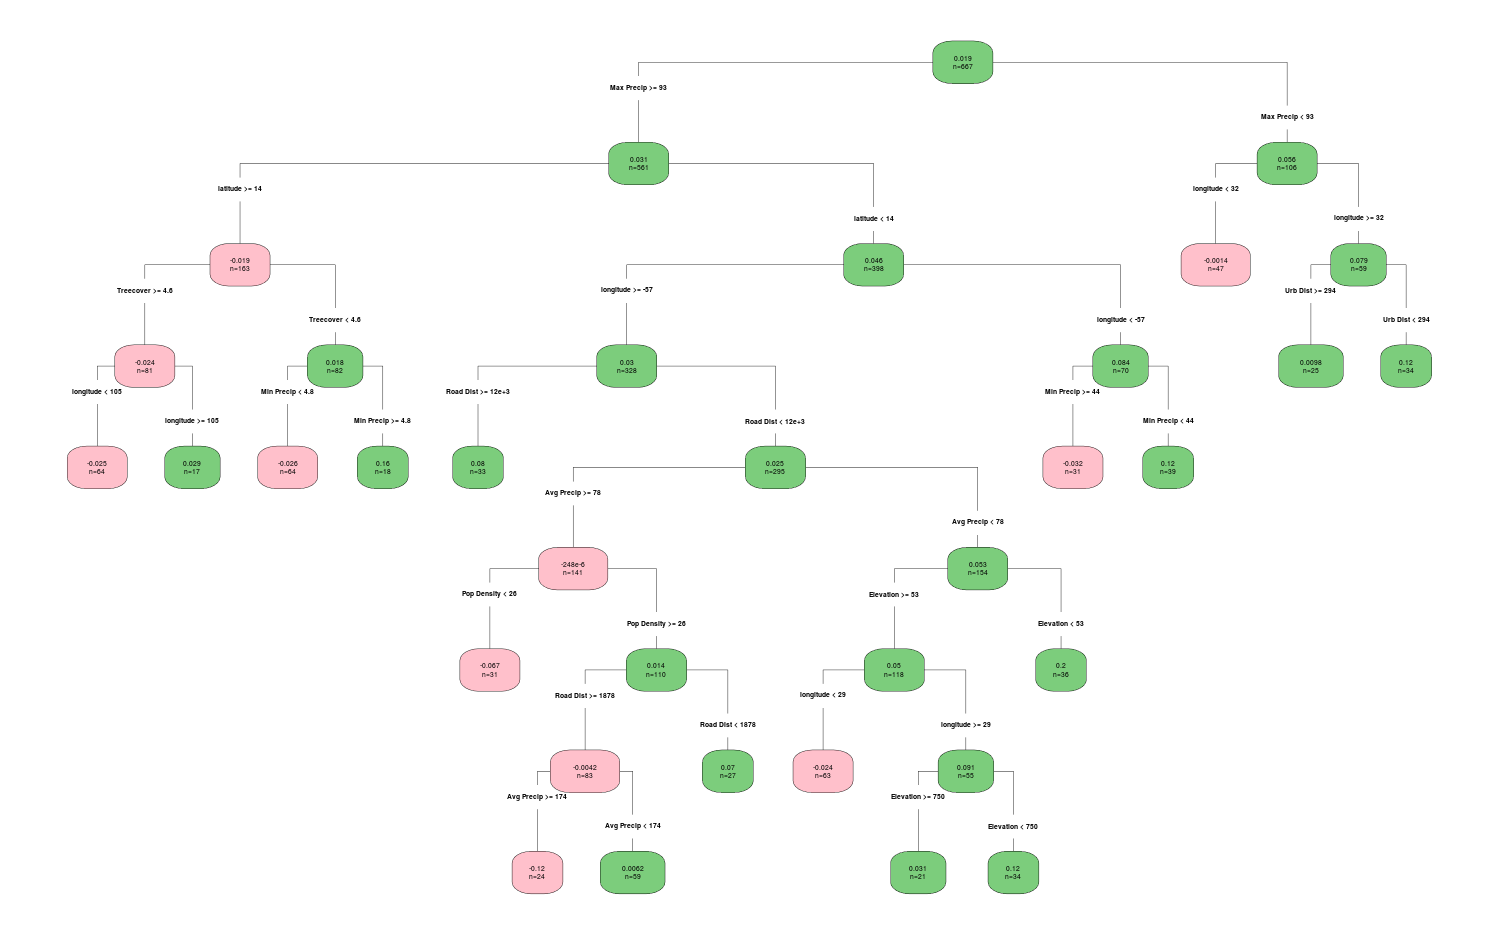 0.019
n=667
Max Precip >= 93
Max Precip < 93
0.031
n=561
0.056
n=106
latitude >= 14
latitude < 14
longitude < 32
longitude >= 32
-0.019
n=163
0.046
n=398
-0.0014
n=47
0.079
n=59
Treecover >= 4.6
Treecover < 4.6
longitude >= -57
longitude < -57
Urb Dist >= 294
Urb Dist < 294
-0.024
n=81
0.018
n=82
0.03
n=328
0.084
n=70
0.0098
n=25
0.12
n=34
longitude < 105
longitude >= 105
Min Precip < 4.8
Min Precip >= 4.8
Road Dist >= 12e+3
Road Dist < 12e+3
Min Precip >= 44
Min Precip < 44
-0.025
n=64
0.029
n=17
-0.026
n=64
0.16
n=18
0.08
n=33
0.025
n=295
-0.032
n=31
0.12
n=39
Avg Precip >= 78
Avg Precip < 78
-248e-6
n=141
0.053
n=154
Pop Density < 26
Pop Density >= 26
Elevation >= 53
Elevation < 53
-0.067
n=31
0.014
n=110
0.05
n=118
0.2
n=36
Road Dist >= 1878
Road Dist < 1878
longitude < 29
longitude >= 29
-0.0042
n=83
0.07
n=27
-0.024
n=63
0.091
n=55
Avg Precip >= 174
Avg Precip < 174
Elevation >= 750
Elevation < 750
-0.12
n=24
0.0062
n=59
0.031
n=21
0.12
n=34